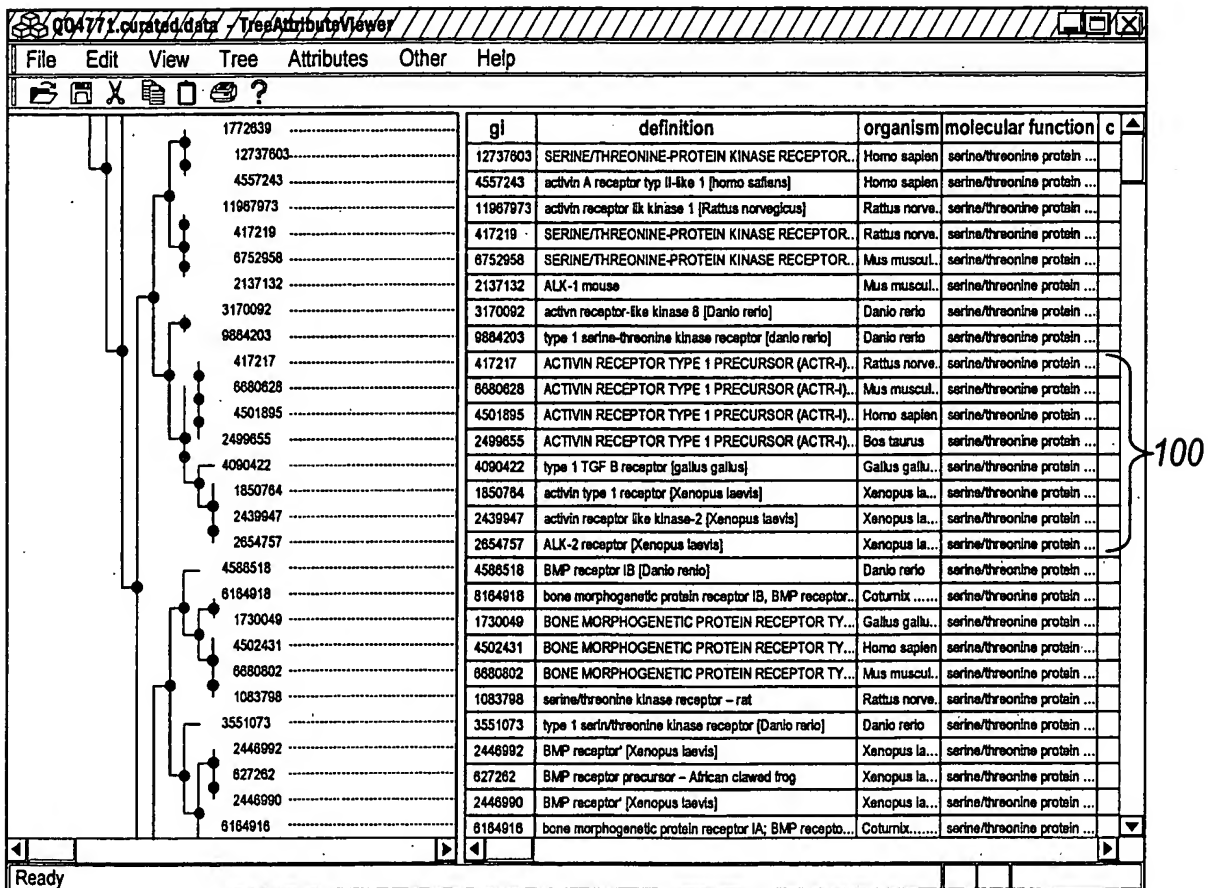 Q04771.curated.data - TreeAttributeViewer
File Edit View Tree Attributes Other Help
?
gi definition organism molecular function c
1772639
12737603 12737603 SERINE/THREONINE-PROTEIN KINASE RECEPTOR... Homo sapien serine/threonine protein ...
4557243 4557243 activin A receptor typ II-like 1 [homo safiens] Homo sapien serine/threonine protein ...
11967973 11967973 activin receptor lik kinase 1 [Rattus norvegicus] Rattus norve.. serine/threonine protein ...
417219 417219 SERINE/THREONINE-PROTEIN KINASE RECEPTOR... Rattus norve. serine/threonine protein ...
6752958 6752958 SERINE/THREONINE-PROTEIN KINASE RECEPTOR... Mus muscul.. serine/threonine protein ...
2137132 2137132 ALK-1 mouse Mus muscul... serine/threonine protein ...
3170092 3170092 activn receptor-like kinase 8 [Danio rerio] Danio rerio serine/threonine protein ...
9864203 9864203 type 1 serine-threonine kinase receptor [danio rerio] Danio rerio serine/threonine protein ...
417217 417217 ACTIVIN RECEPTOR TYPE 1 PRECURSOR (ACTR-I).. Rattus norve... serine/threonine protein ...
6680628 6680628 ACTIVIN RECEPTOR TYPE 1 PRECURSOR (ACTR-I).. Mus muscul... serine/threonine protein ...
4501895 4501895 ACTIVIN RECEPTOR TYPE 1 PRECURSOR (ACTR-I).. Homo sapien serine/threonine protein ...
2499655 2499655 ACTIVIN RECEPTOR TYPE 1 PRECURSOR (ACTR-I).. Bos taurus serine/threonine protein ...
4090422 4090422 type 1 TGF B receptor [gallus gallus] Gallus gallu... serine/threonine protein ...
100
1850764 1850764 activin type 1 receptor [Xenopus laevis] Xenopus la... serine/threonine protein ...
2439947 2439947 activin receptor like kinase-2 [Xenopus laevis] Xenopus la... serine/threonine protein ...
2654757 2654757 ALK-2 receptor [Xenopus laevis] Xenopus la... serine/threonine protein ...
4586518 4586518 BMP receptor IB [Danio renio] Danio rerio serine/threonine protein ...
6164918 6164918 bone morphogenetic protein receptor IB, BMP receptor.. Coturnix ...... serine/threonine protein ...
1730049 1730049 BONE MORPHOGENETIC PROTEIN RECEPTOR TY... Gallus gallu... serine/threonine protein ...
4502431 4502431 BONE MORPHOGENETIC PROTEIN RECEPTOR TY... Homo sapien serine/threonine protein ...
6680802 6680802 BONE MORPHOGENETIC PROTEIN RECEPTOR TY... Mus muscul... serine/threonine protein ...
1083798 1083798 serine/threonine kinase receptor – rat Rattus norve.. serine/threonine protein ...
3551073 3551073 type 1 serin/threonine kinase receptor [Danio rerio] Danio rerio serine/threonine protein ...
2446992 2446992 BMP receptor' [Xenopus laevis] Xenopus la... serine/threonine protein ...
627262 627262 BMP receptor precursor – African clawed frog Xenopus la... serine/threonine protein ...
2446990 2446990 BMP receptor' [Xenopus laevis] Xenopus la... serine/threonine protein ...
6164916 6164916 bone morphogenetic protein receptor IA; BMP recepto... Coturnix....... serine/threonine protein ...
Ready